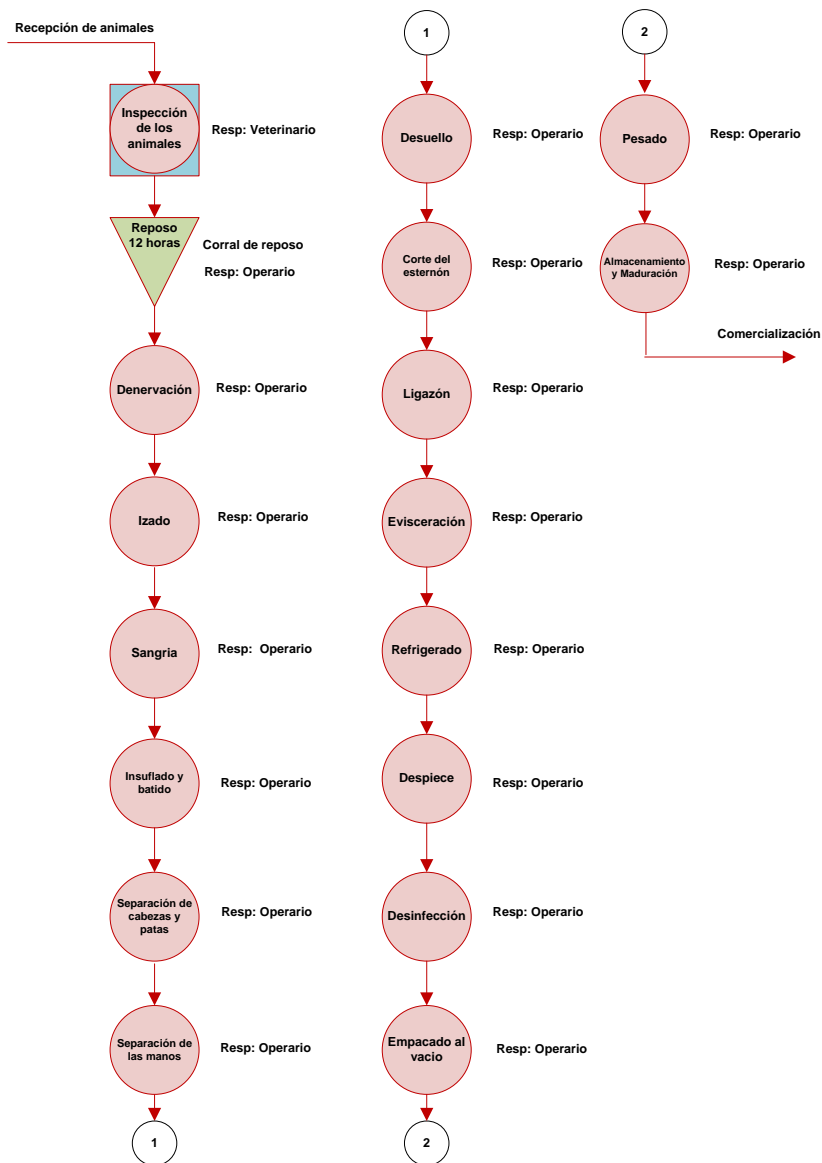 Recepción de animales
Inspección
de los
animales
Resp: Veterinario
Reposo
12 horas
Corral de reposo
Resp: Operario
Denervación
Resp: Operario
Izado
Resp: Operario
Sangria
Resp: Operario
Insuflado y
batido
Resp: Operario
Separación de
cabezas y
patas
Resp: Operario
Separación de
las manos
Resp: Operario
1
1
Desuello
Resp: Operario
Corte del
esternón
Resp: Operario
Ligazón
Resp: Operario
Evisceración
Resp: Operario
Refrigerado
Resp: Operario
Despiece
Resp: Operario
Desinfección
Resp: Operario
Empacado al
vacio
Resp: Operario
2
2
Pesado
Resp: Operario
Almacenamiento
y Maduración
Resp: Operario
Comercialización